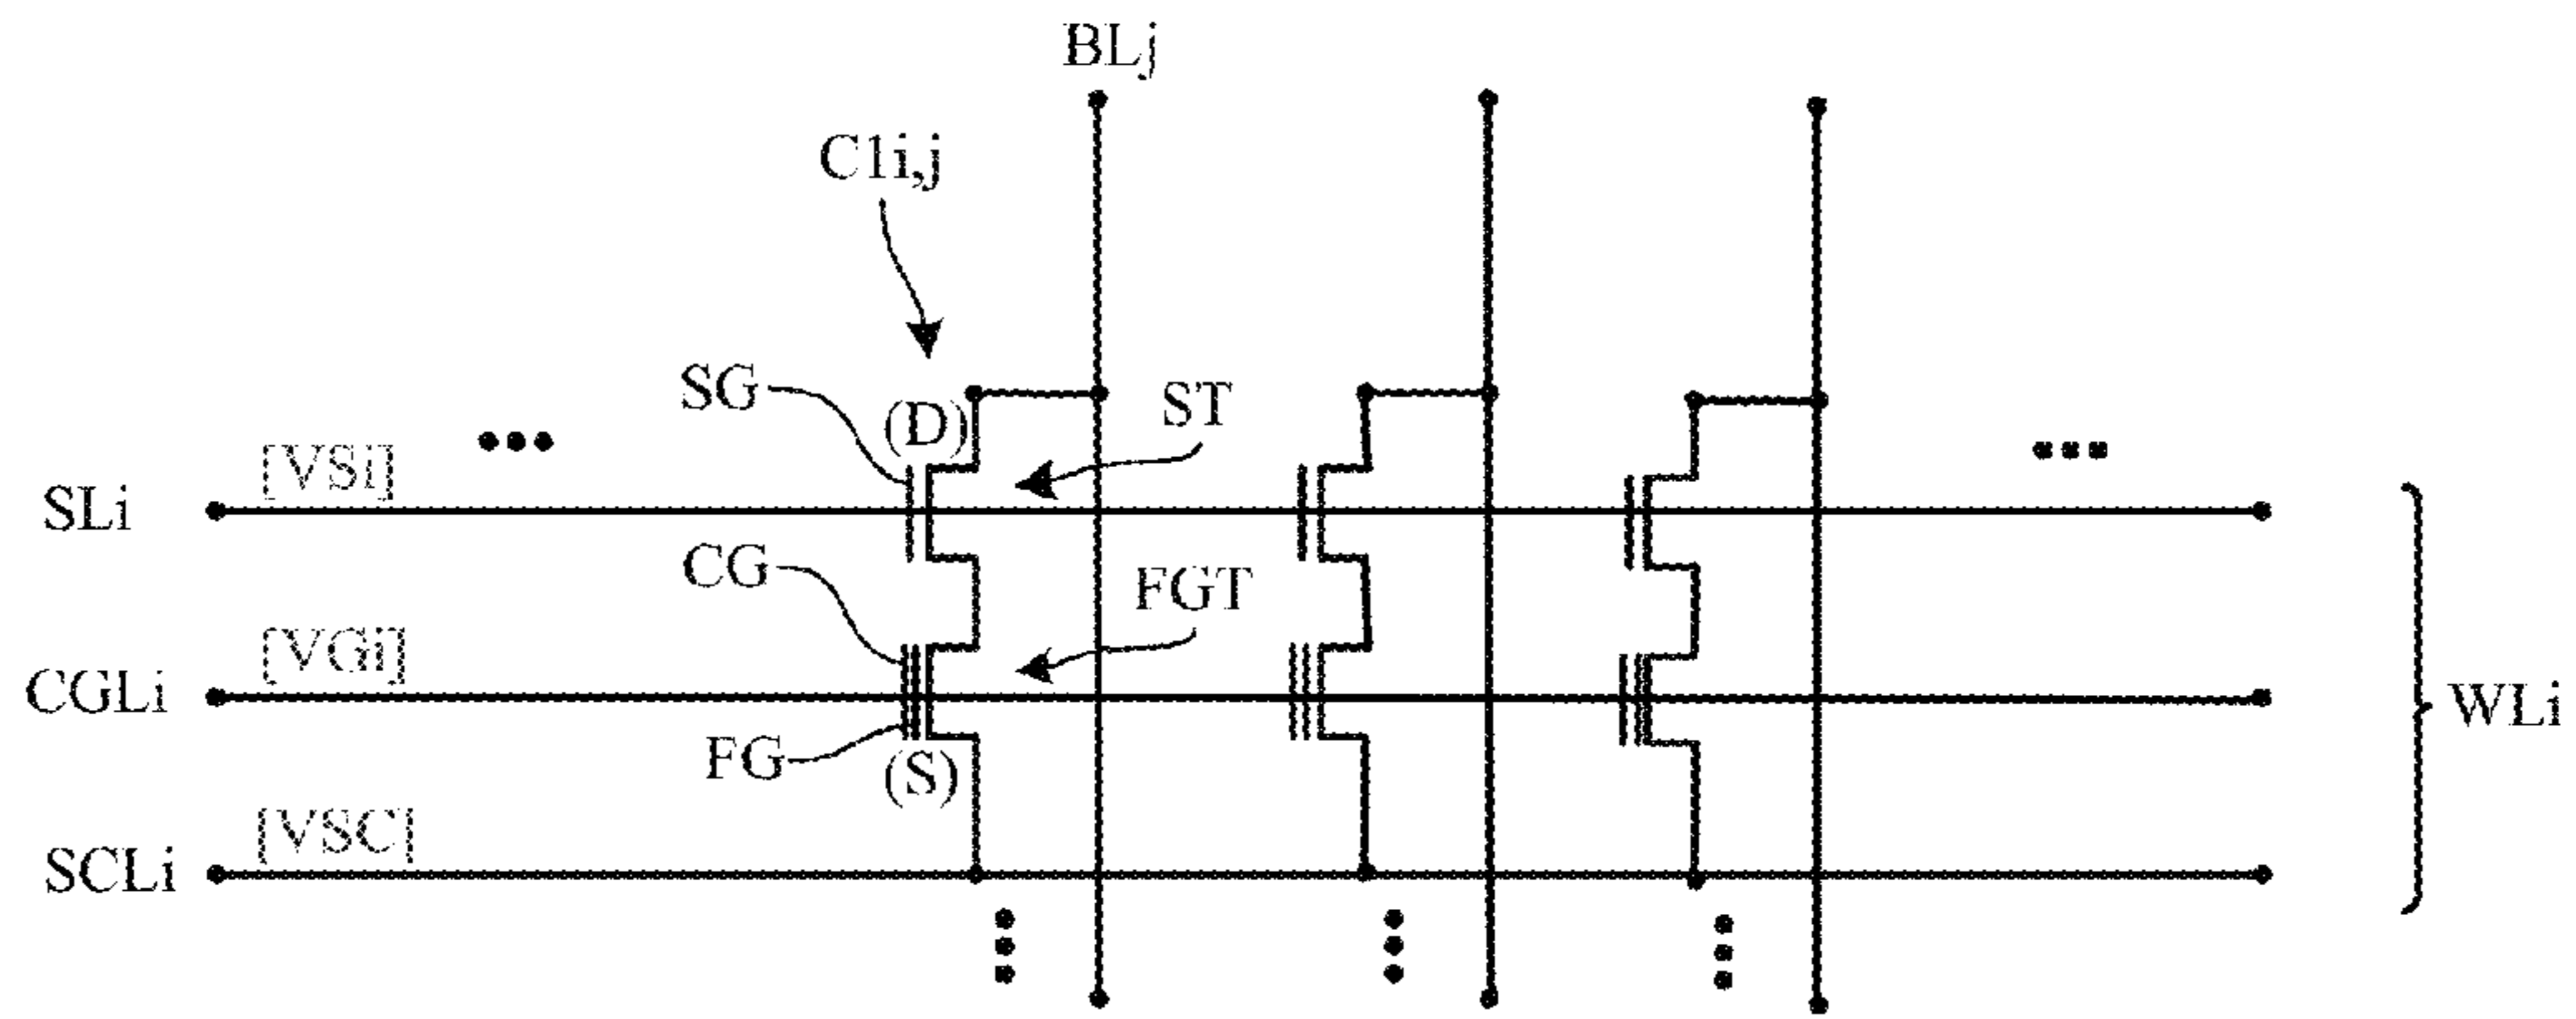 BLj
C1i,j
SG
(D)
ST
[VSi]
SLi
CG
FGT
[VGi]
CGLi
WLi
FG
(S)
[VSC]
SCLi